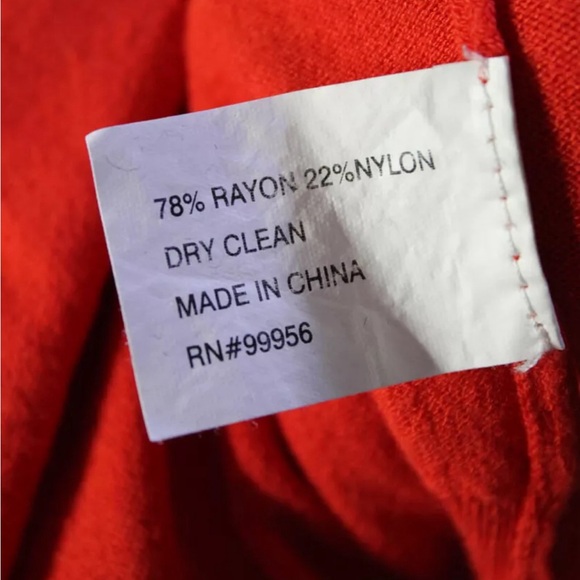 78% RAYON 22%NYLON
DRY CLEAN
MADE IN CHINA
RN#99956